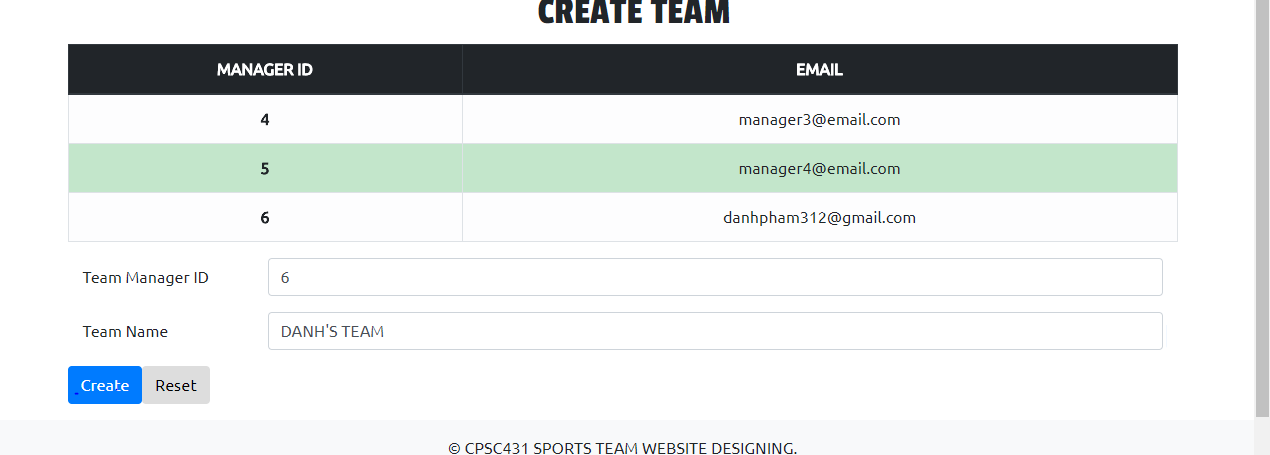 CREATE TEAM
MANAGER ID EMAIL
4 manager3@email.com
5 manager4@email.com
6 danhpham312@gmail.com
Team Manager ID 6
Team Name DANH'S TEAM
Create Reset
© CPSC431 SPORTS TEAM WEBSITE DESIGNING.